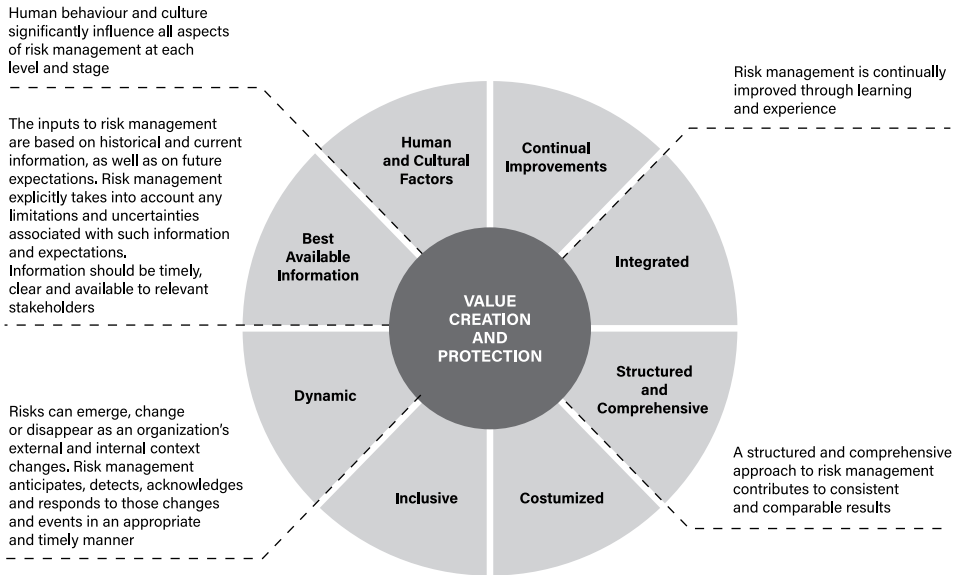 Human behaviour and culture
significantly influence all aspects
of risk management at each
level and stage
The inputs to risk management
are based on historical and current
information, as well as on future
expectations. Risk management
explicitly takes into account any
limitations and uncertainties
associated with such information
and expectations.
Information should be timely,
clear and available to relevant
stakeholders
Risks can emerge, change
or disappear as an organization's
external and internal context
changes. Risk management
anticipates, detects, acknowledges
and responds to those changes
and events in an appropriate
and timely manner
Human
and Cultural
Factors
Continual
Improvements
Best
Available
Information
Integrated
VALUE
CREATION
AND
PROTECTION
Dynamic
Structured
and
Comprehensive
Inclusive
Costumized
Risk management is continually
improved through learning
and experience
A structured and comprehensive
approach to risk management
contributes to consistent
and comparable results